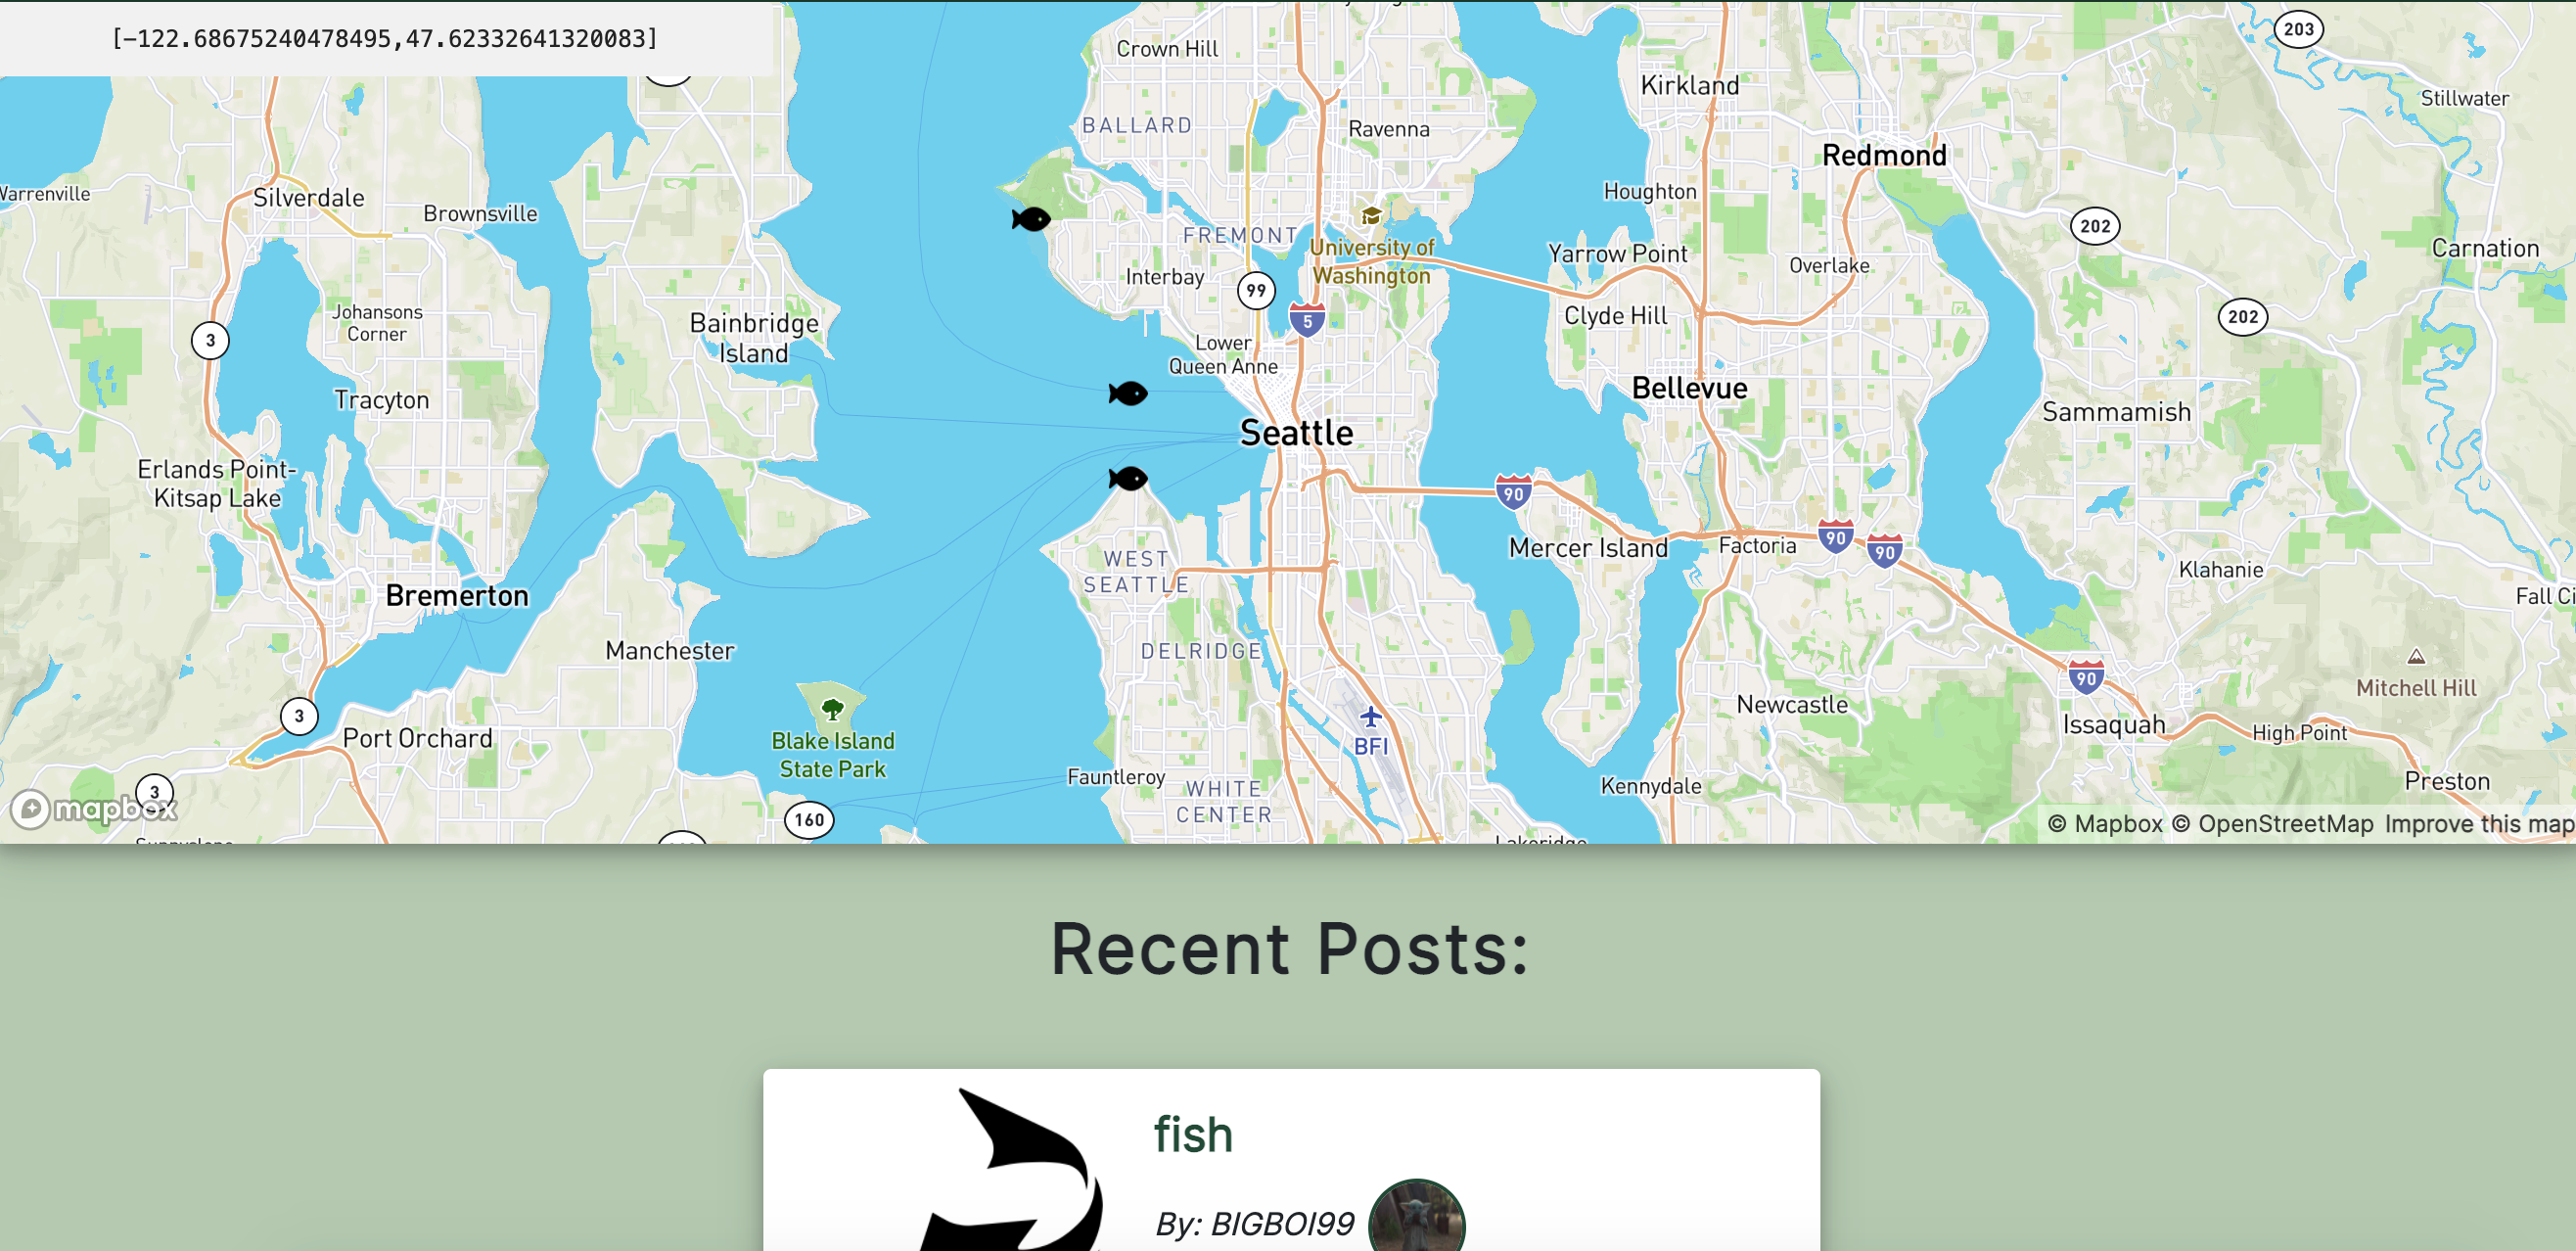 [-122.68675240478495,47.62332641320083]
203
Crown Hill
Kirkland
Stillwater
BALLARD
Ravenna
Redmond
Warrenville
Silverdale
Brownsville
Houghton
202
FREMONT
University of
Washington
Yarrow Point
Overlake
Carnation
Interbay
99
5
Clyde Hill
202
Johansons
Corner
Bainbridge
Island
3
Lower
Queen Anne
Bellevue
Tracyton
Sammamish
Seattle
Erlands Point-
Kitsap Lake
90
90
90
Mercer Island
Factoria
WEST
SEATTLE
Klahanie
Bremerton
Fall Ci
Manchester
DELRIDGE
90
Mitchell Hill
3
Newcastle
Issaquah
High Point
Port Orchard
Blake Island
State Park
BFI
Fauntleroy
WHITE
CENTER
Kennydale
Preston
3
mapbox
160
© Mapbox © OpenStreetMap Improve this map
Lakeridge
Recent Posts:
fish
By: BIGBOI99